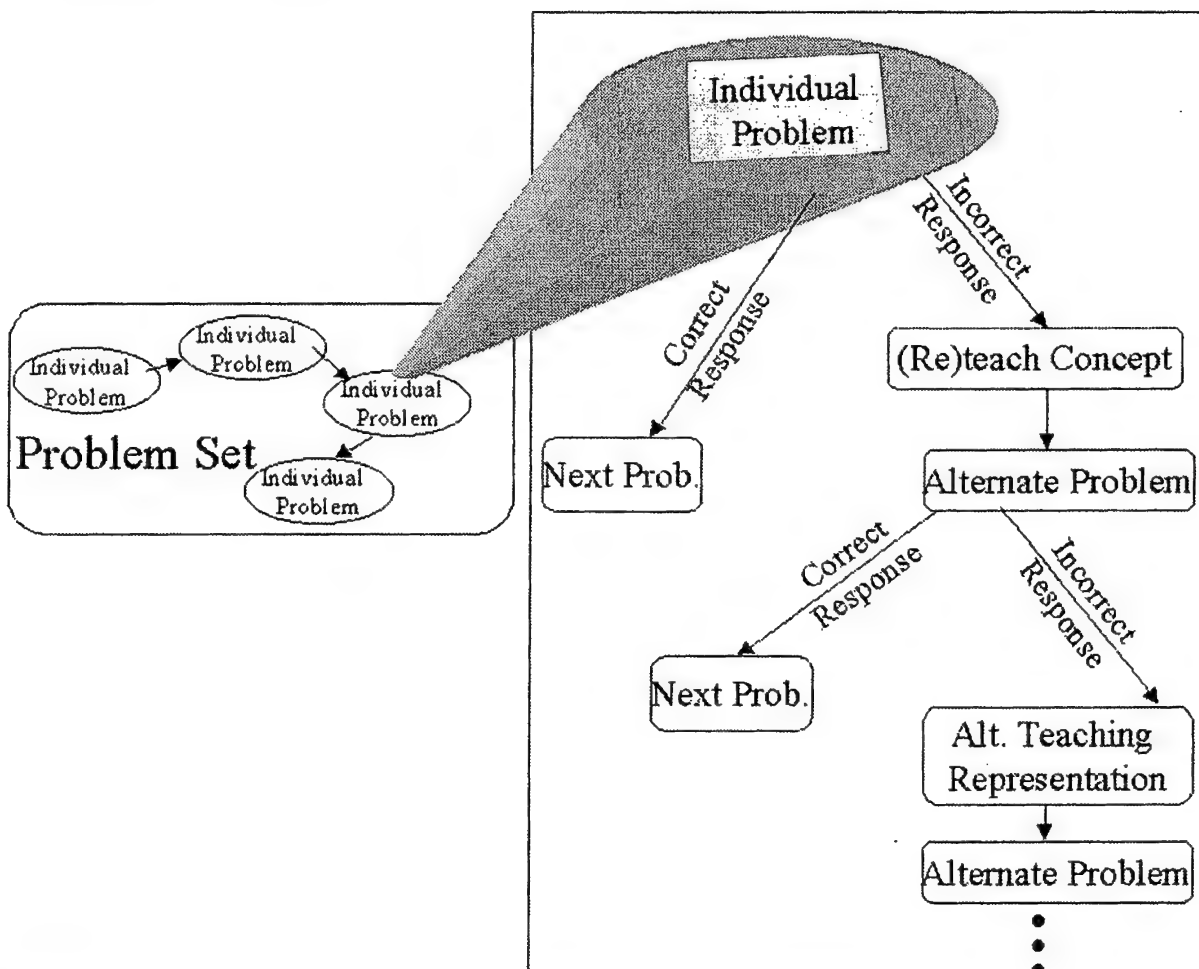 Individual
Problem
Individual
Problem
Individual
Problem
Individual
Problem
Problem Set
Individual
Problem
Correct
Response
Incorrect
Response
(Re)teach Concept
Next Prob.
Alternate Problem
Correct
Response
Incorrect
Response
Next Prob.
Alt. Teaching
Representation
Alternate Problem